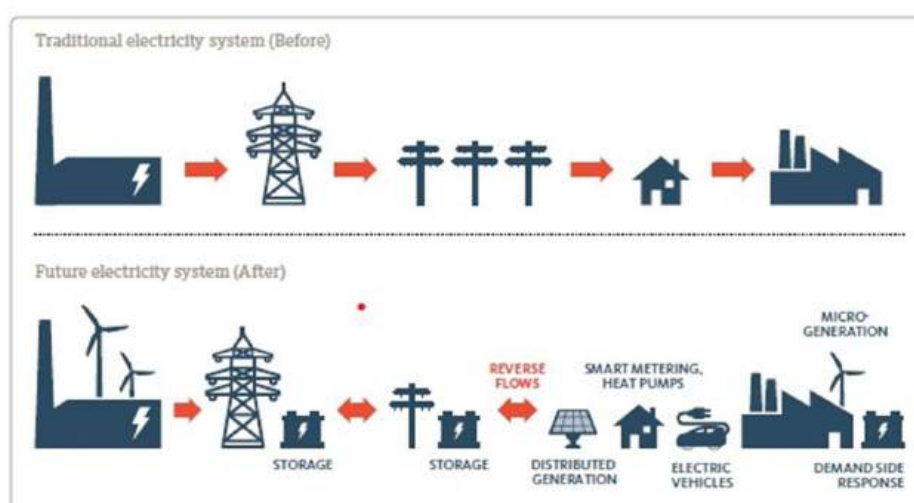 Traditional electricity system (Before)
Future electricity system (After)
MICRO-
GENERATION
REVERSE
FLOWS
SMART METERING,
HEAT PUMPS
STORAGE
STORAGE
DISTRIBUTED
GENERATION
ELECTRIC
VEHICLES
DEMAND SIDE
RESPONSE